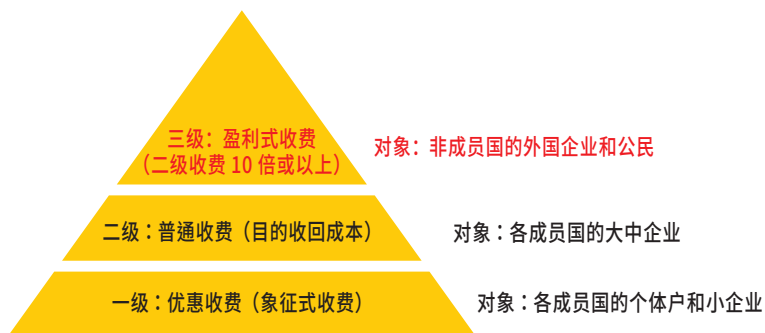 三级：盈利式收费
（二级收费 10 倍或以上）
对象：非成员国的外国企业和公民
二级：普通收费（目的收回成本）
对象：各成员国的大中企业
一级：优惠收费（象征式收费）
对象：各成员国的个体户和小企业